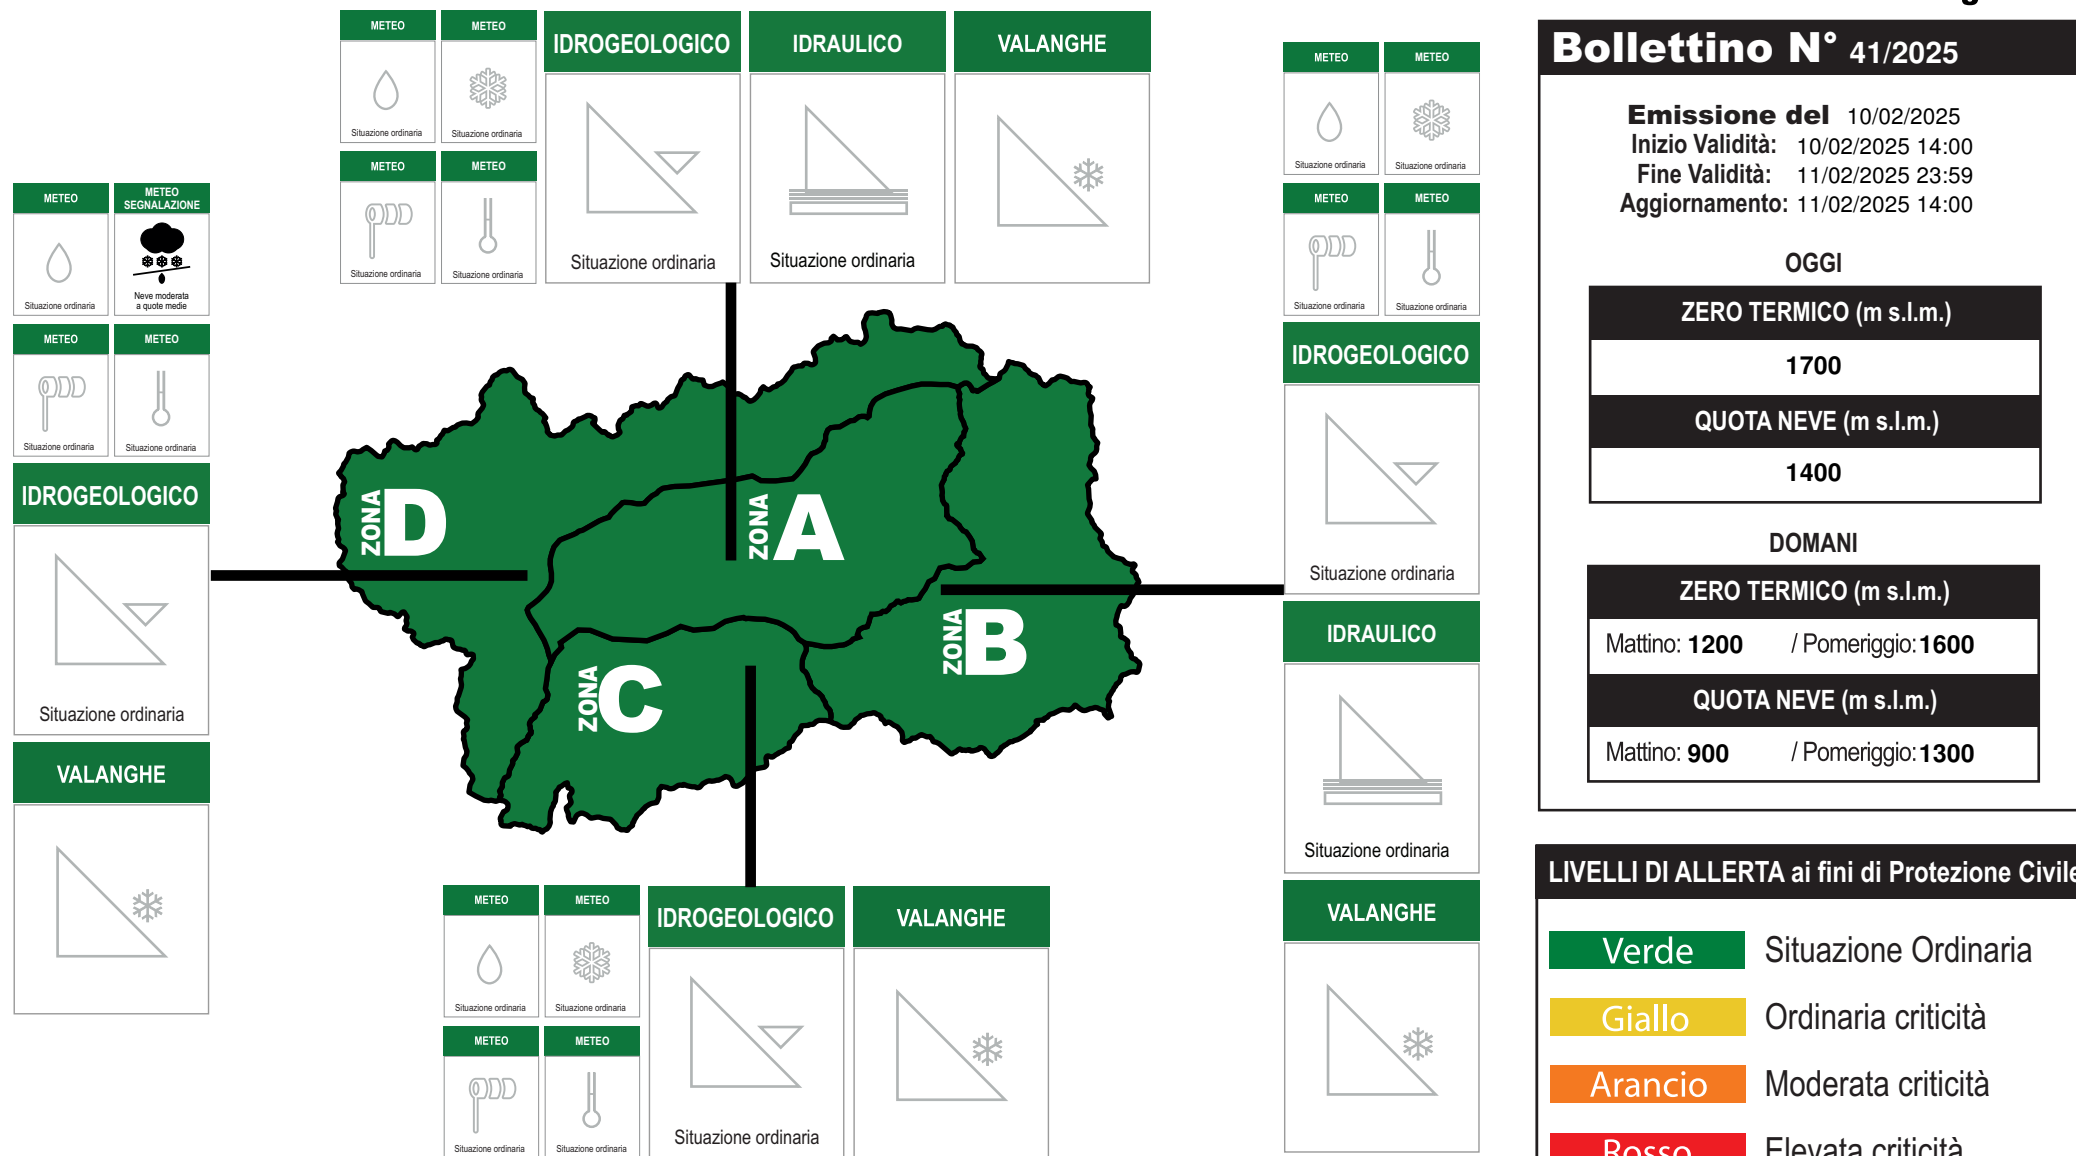 METEO
Situazione ordinaria
METEO
Situazione ordinaria
METEO
Situazione ordinaria
METEO
Situazione ordinaria
IDROGEOLOGICO
Situazione ordinaria
IDRAULICO
Situazione ordinaria
VALANGHE
METEO
Situazione ordinaria
METEO
SEGNALAZIONE
Neve moderata
a quote medie
METEO
Situazione ordinaria
METEO
Situazione ordinaria
IDROGEOLOGICO
Situazione ordinaria
VALANGHE
ZONA D
ZONA A
ZONA B
ZONA C
METEO
Situazione ordinaria
METEO
Situazione ordinaria
METEO
Situazione ordinaria
METEO
Situazione ordinaria
IDROGEOLOGICO
Situazione ordinaria
VALANGHE
METEO
Situazione ordinaria
METEO
Situazione ordinaria
METEO
Situazione ordinaria
METEO
Situazione ordinaria
IDROGEOLOGICO
Situazione ordinaria
IDRAULICO
Situazione ordinaria
VALANGHE
Bollettino N° 41/2025
Emissione del 10/02/2025
Inizio Validità: 10/02/2025 14:00
Fine Validità: 11/02/2025 23:59
Aggiornamento: 11/02/2025 14:00
OGGI
ZERO TERMICO (m s.l.m.)
1700
QUOTA NEVE (m s.l.m.)
1400
DOMANI
ZERO TERMICO (m s.l.m.)
Mattino: 1200 / Pomeriggio: 1600
QUOTA NEVE (m s.l.m.)
Mattino: 900 / Pomeriggio: 1300
LIVELLI DI ALLERTA ai fini di Protezione Civile
Verde Situazione Ordinaria
Giallo Ordinaria criticità
Arancio Moderata criticità
Rosso Elevata criticità